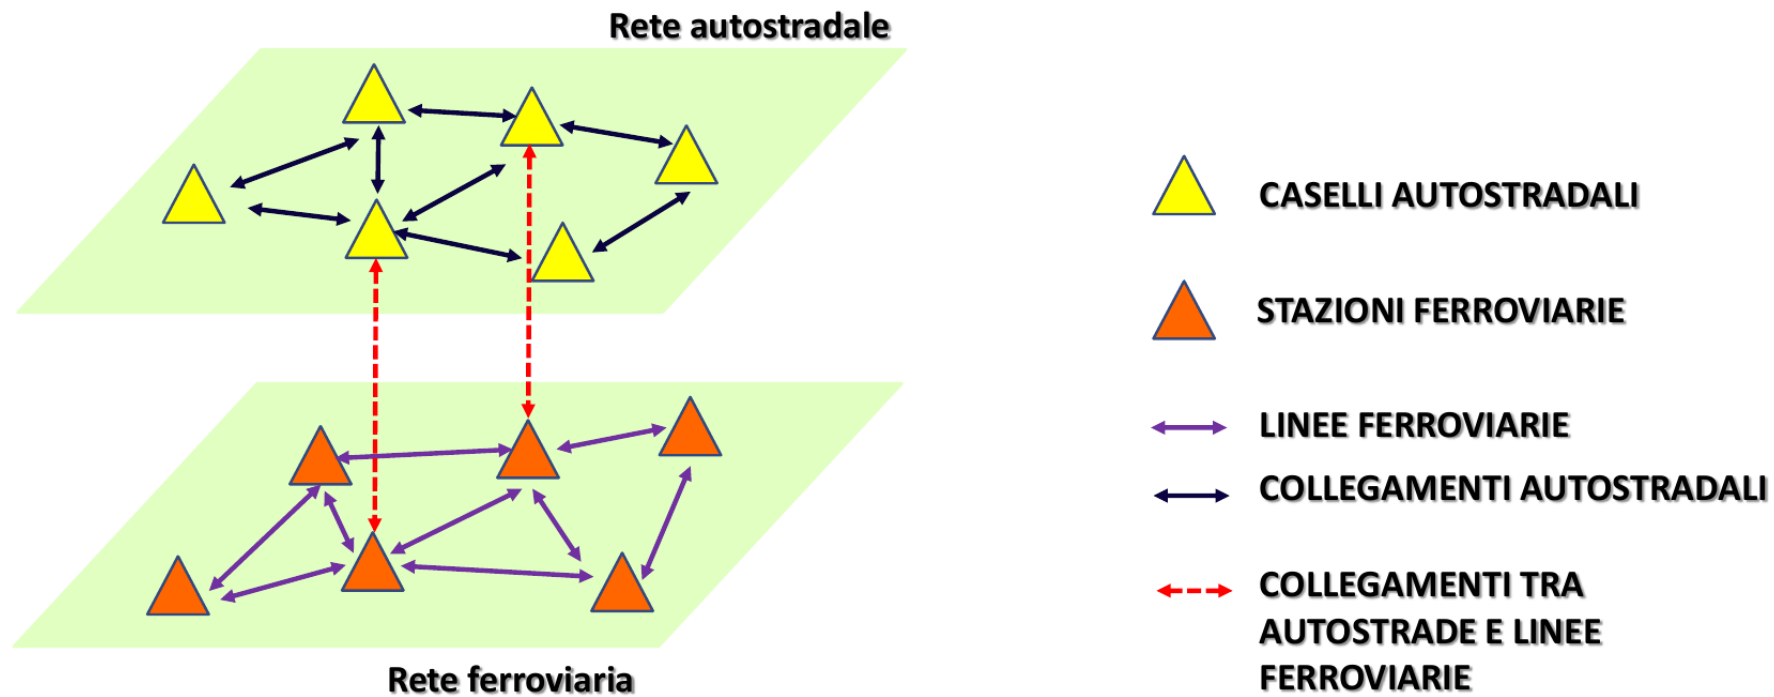 Rete autostradale
CASELLI AUTOSTRADALI
STAZIONI FERROVIARIE
LINEE FERROVIARIE
COLLEGAMENTI AUTOSTRADALI
COLLEGAMENTI TRA
AUTOSTRADE E LINEE
FERROVIARIE
Rete ferroviaria